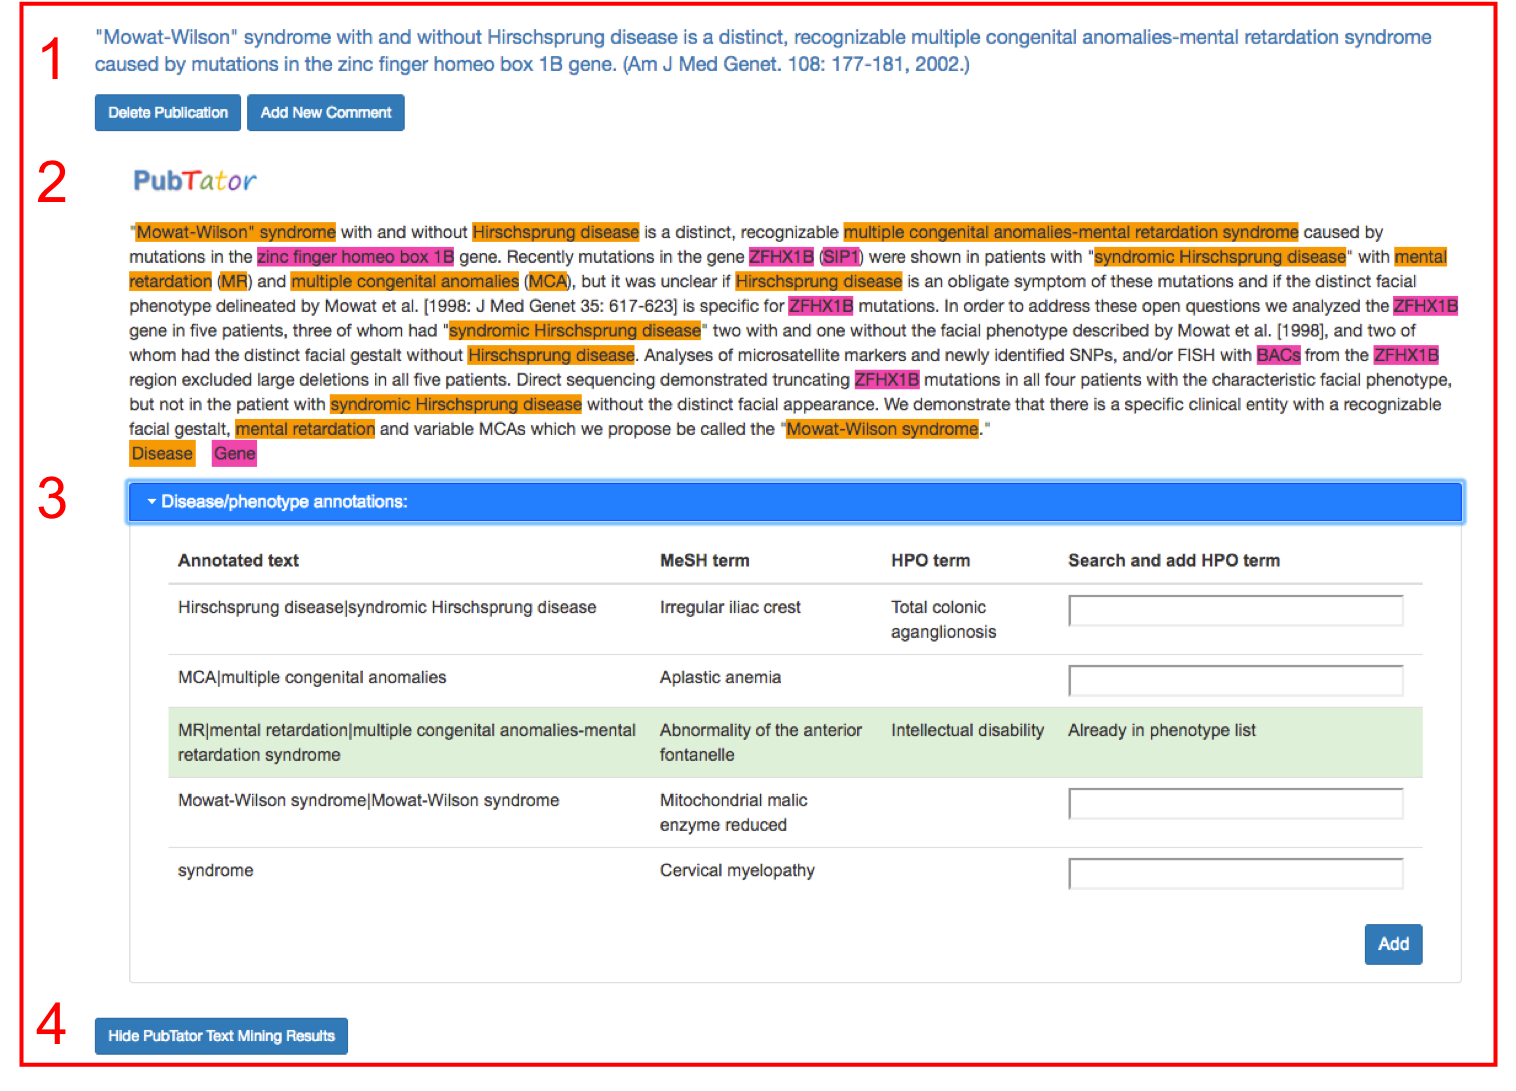 1
"Mowat-Wilson" syndrome with and without Hirschsprung disease is a distinct, recognizable multiple congenital anomalies-mental retardation syndrome
caused by mutations in the zinc finger homeo box 1B gene. (Am J Med Genet. 108: 177-181, 2002.)
Delete Publication Add New Comment
2
PubTator
"Mowat-Wilson" syndrome with and without Hirschsprung disease is a distinct, recognizable multiple congenital anomalies-mental retardation syndrome caused by
mutations in the zinc finger homeo box 1B gene. Recently mutations in the gene ZFHX1B (SIP1) were shown in patients with "syndromic Hirschsprung disease" with mental
retardation (MR) and multiple congenital anomalies (MCA), but it was unclear if Hirschsprung disease is an obligate symptom of these mutations and if the distinct facial
phenotype delineated by Mowat et al. [1998: J Med Genet 35: 617-623] is specific for ZFHX1B mutations. In order to address these open questions we analyzed the ZFHX1B
gene in five patients, three of whom had "syndromic Hirschsprung disease" two with and one without the facial phenotype described by Mowat et al. [1998], and two of
whom had the distinct facial gestalt without Hirschsprung disease. Analyses of microsatellite markers and newly identified SNPs, and/or FISH with BACs from the ZFHX1B
region excluded large deletions in all five patients. Direct sequencing demonstrated truncating ZFHX1B mutations in all four patients with the characteristic facial phenotype,
but not in the patient with syndromic Hirschsprung disease without the distinct facial appearance. We demonstrate that there is a specific clinical entity with a recognizable
facial gestalt, mental retardation and variable MCAs which we propose be called the "Mowat-Wilson syndrome."
Disease Gene
3
Disease/phenotype annotations:
Annotated text MeSH term HPO term Search and add HPO term
Hirschsprung disease|syndromic Hirschsprung disease Irregular iliac crest Total colonic
aganglionosis
MCA|multiple congenital anomalies Aplastic anemia
MR|mental retardation|multiple congenital anomalies-mental Abnormality of the anterior Intellectual disability Already in phenotype list
retardation syndrome fontanelle
Mowat-Wilson syndrome|Mowat-Wilson syndrome Mitochondrial malic
enzyme reduced
syndrome Cervical myelopathy
Add
4
Hide PubTator Text Mining Results